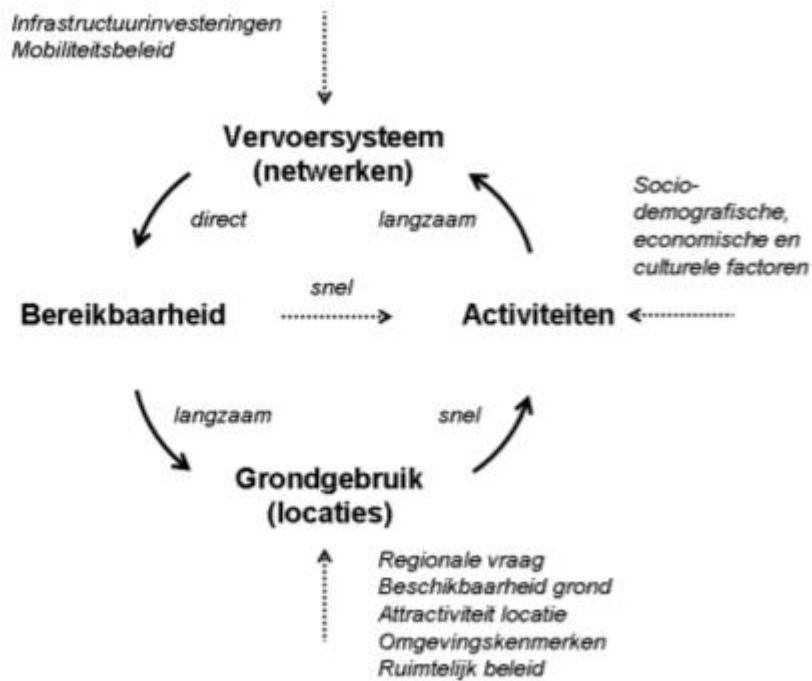 Infrastructuurinvesteringen
Mobiliteitsbeleid
Vervoersysteem
(netwerken)
Socio-
demografische,
economische en
culturele factoren
direct
langzaam
snel
Bereikbaarheid
Activiteiten
langzaam
snel
Grondgebruik
(locaties)
Regionale vraag
Beschikbaarheid grond
Attractiviteit locatie
Omgevingskenmerken
Ruimtelijk beleid